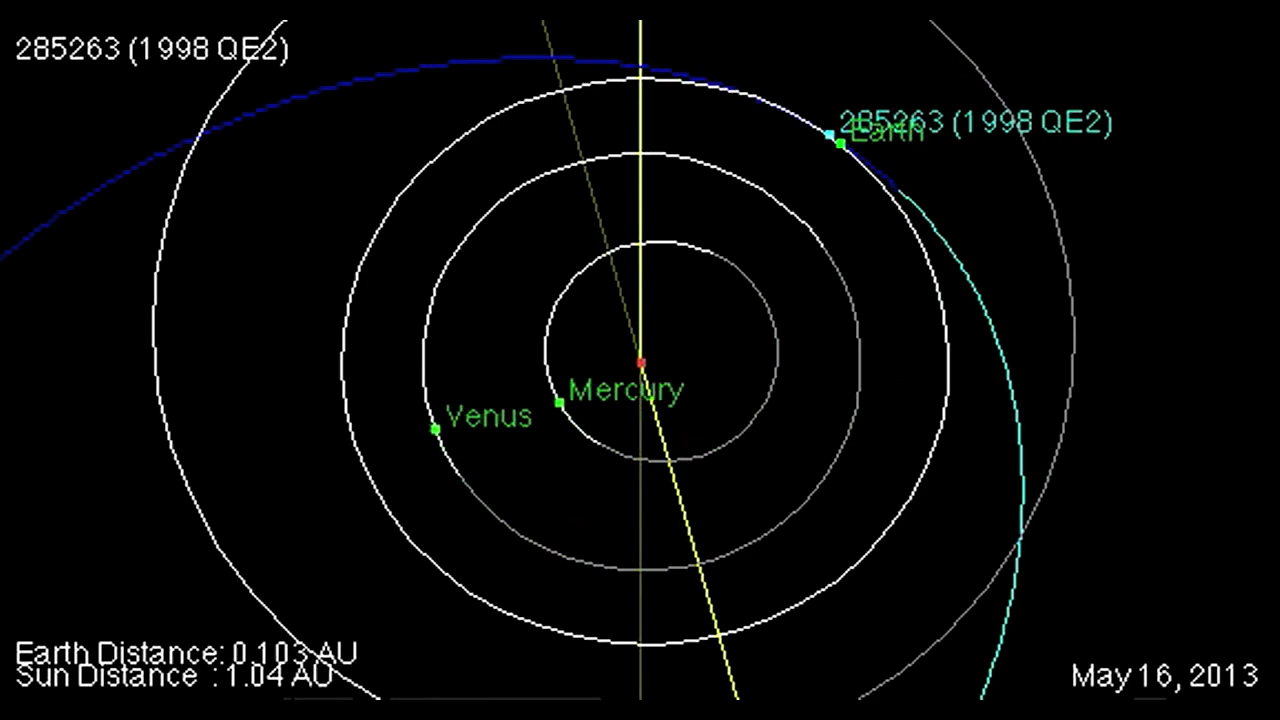 285263 (1998 QE2)
285263 (1998 QE2)
Earth
Mercury
Venus
Earth Distance: 0.103 AU
Sun Distance : 1.04 AU
May 16, 2013